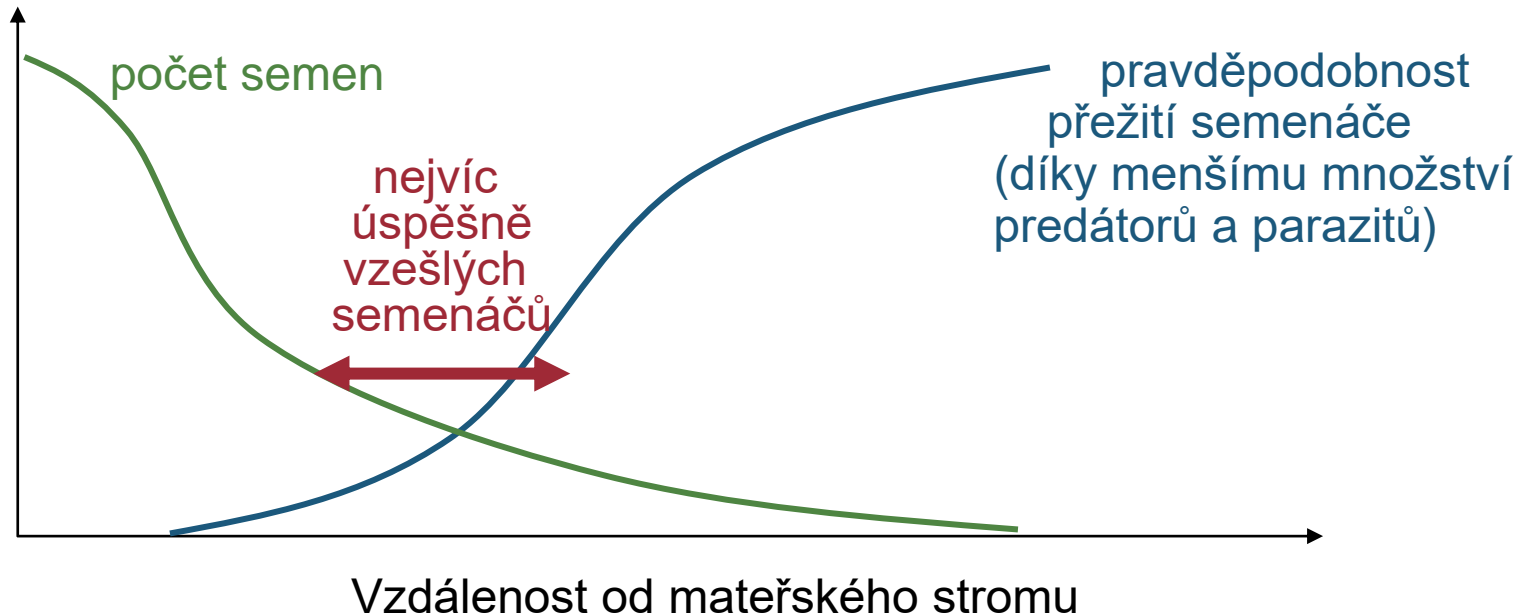 počet semen
pravděpodobnost
přežití semenáče
(díky menšímu množství
predátorů a parazitů)
nejvíc
úspěšně
vzešlých
semenáčů
Vzdálenost od mateřského stromu